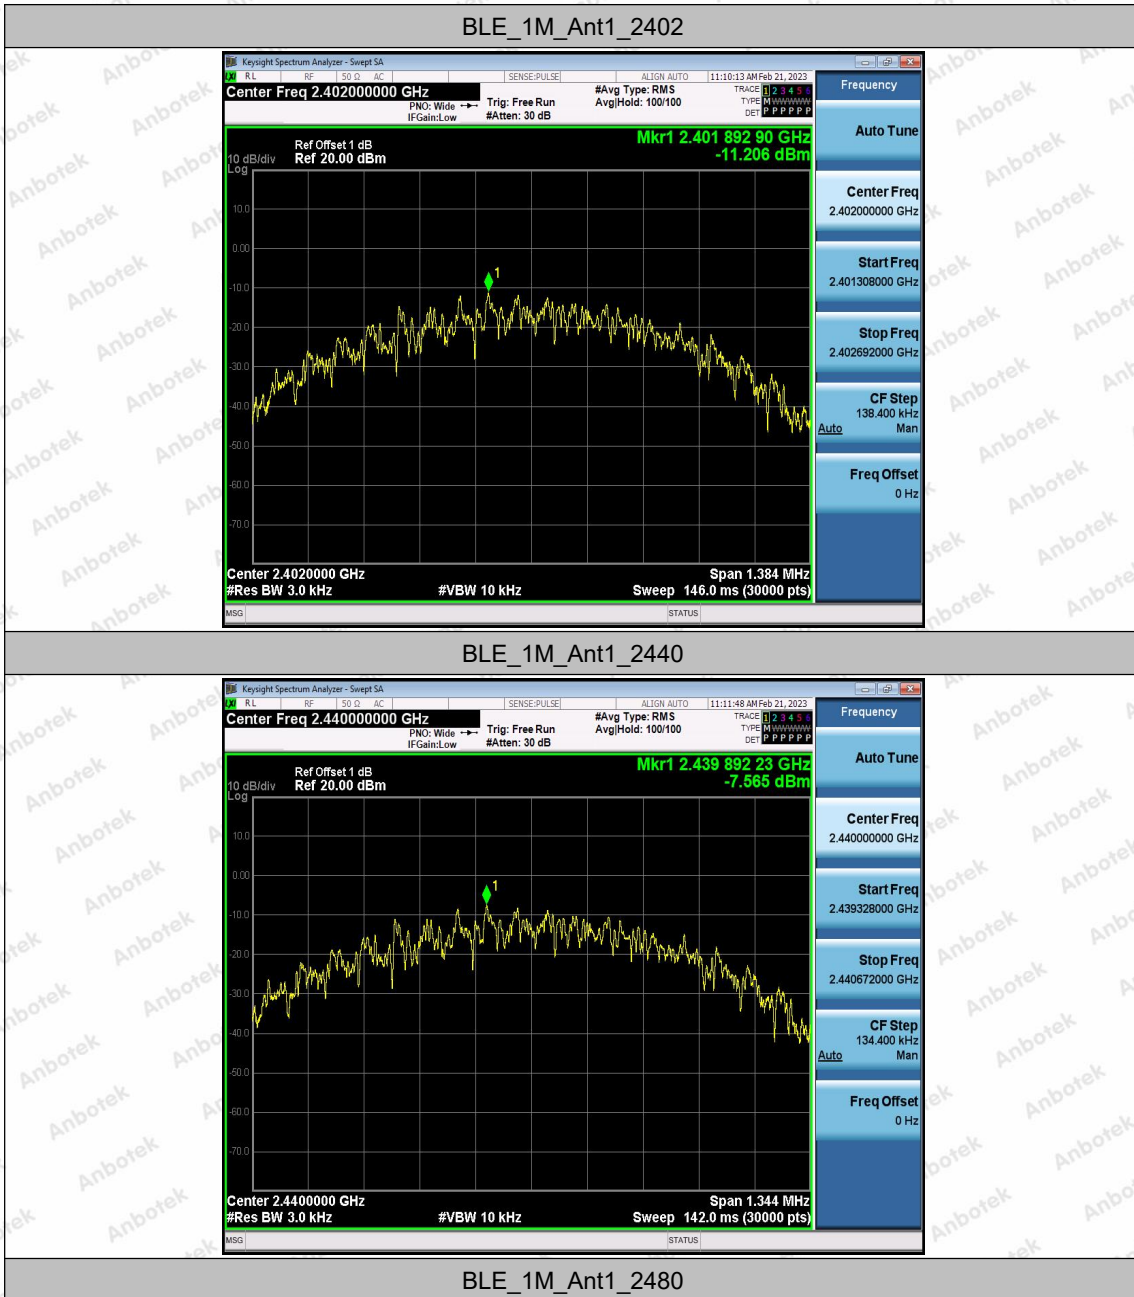 BLE_1M_Ant1_2402
Keysight Spectrum Analyzer - Swept SA
RL RF 50 Ω AC SENSE:PULSE ALIGN AUTO 11:10:13 AM Feb 21, 2023
Center Freq 2.402000000 GHz
PNO: Wide
IFGain:Low
Trig: Free Run
#Atten: 30 dB
#Avg Type: RMS
Avg|Hold: 100/100
TRACE 1 2 3 4 5 6
TYPE M WWWWW
DET P P P P P P
Mkr1 2.401 892 90 GHz
-11.206 dBm
Ref Offset 1 dB
10 dB/div Ref 20.00 dBm
Log
10.0
0.00
-10.0
-20.0
-30.0
-40.0
-50.0
-60.0
-70.0
1
Center 2.4020000 GHz Span 1.384 MHz
#Res BW 3.0 kHz #VBW 10 kHz Sweep 146.0 ms (30000 pts)
MSG STATUS
Frequency
Auto Tune
Center Freq
2.402000000 GHz
Start Freq
2.401308000 GHz
Stop Freq
2.402692000 GHz
CF Step
138.400 kHz
Auto Man
Freq Offset
0 Hz
BLE_1M_Ant1_2440
Keysight Spectrum Analyzer - Swept SA
RL RF 50 Ω AC SENSE:PULSE ALIGN AUTO 11:11:48 AM Feb 21, 2023
Center Freq 2.440000000 GHz
PNO: Wide
IFGain:Low
Trig: Free Run
#Atten: 30 dB
#Avg Type: RMS
Avg|Hold: 100/100
TRACE 1 2 3 4 5 6
TYPE M WWWWW
DET P P P P P P
Mkr1 2.439 892 23 GHz
-7.565 dBm
Ref Offset 1 dB
10 dB/div Ref 20.00 dBm
Log
10.0
0.00
-10.0
-20.0
-30.0
-40.0
-50.0
-60.0
-70.0
1
Center 2.4400000 GHz Span 1.344 MHz
#Res BW 3.0 kHz #VBW 10 kHz Sweep 142.0 ms (30000 pts)
MSG STATUS
Frequency
Auto Tune
Center Freq
2.440000000 GHz
Start Freq
2.439328000 GHz
Stop Freq
2.440672000 GHz
CF Step
134.400 kHz
Auto Man
Freq Offset
0 Hz
BLE_1M_Ant1_2480
Anbotek